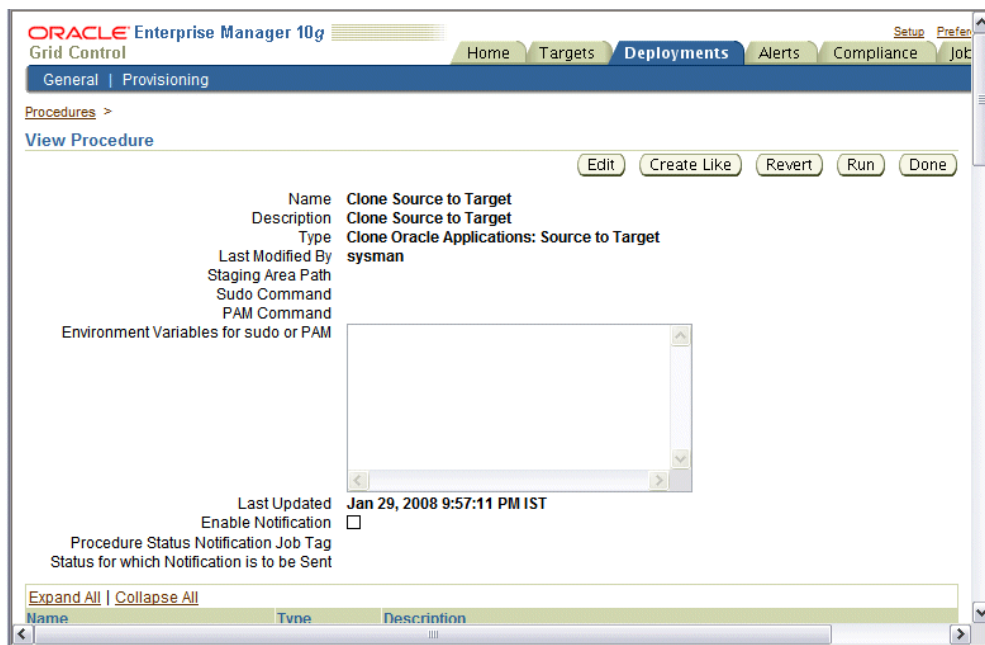 ORACLE Enterprise Manager 10g
Grid Control
Setup Prefer
Home Targets Deployments Alerts Compliance Job
General | Provisioning
Procedures >
View Procedure
Edit Create Like Revert Run Done
Name Clone Source to Target
Description Clone Source to Target
Type Clone Oracle Applications: Source to Target
Last Modified By sysman
Staging Area Path
Sudo Command
PAM Command
Environment Variables for sudo or PAM
Last Updated Jan 29, 2008 9:57:11 PM IST
Enable Notification
Procedure Status Notification Job Tag
Status for which Notification is to be Sent
Expand All | Collapse All
Name Type Description